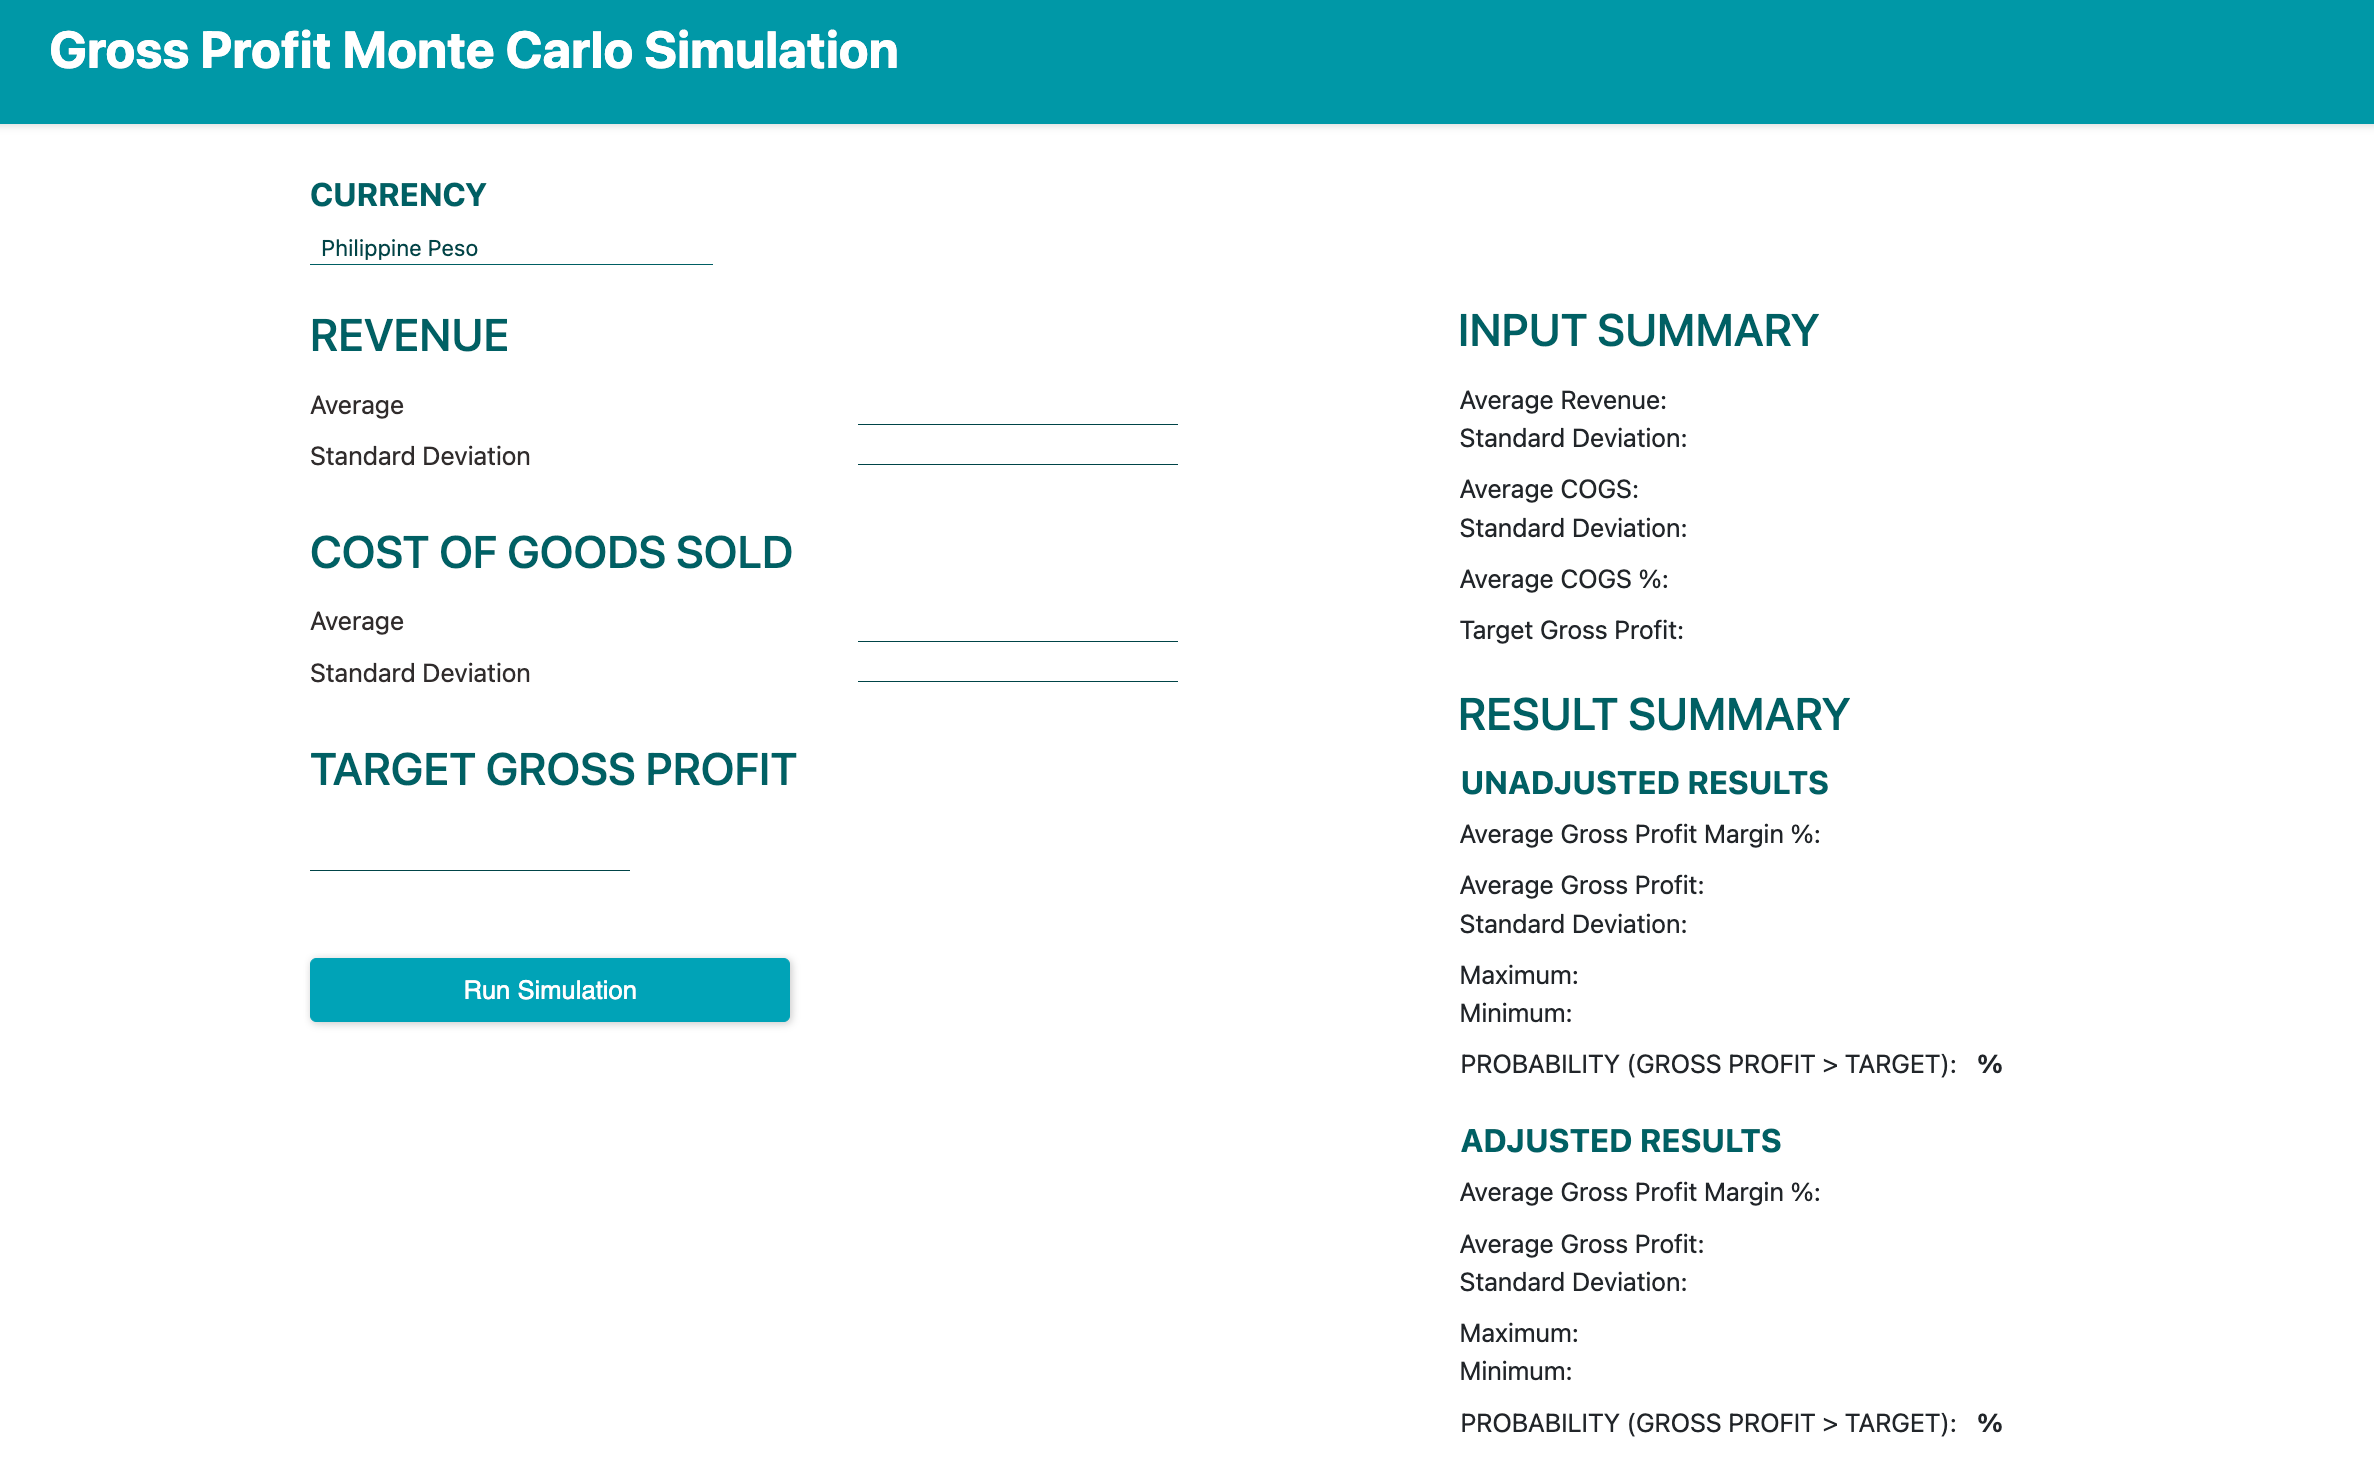 Gross Profit Monte Carlo Simulation
CURRENCY
Philippine Peso
REVENUE
Average
Standard Deviation
COST OF GOODS SOLD
Average
Standard Deviation
TARGET GROSS PROFIT
Run Simulation
INPUT SUMMARY
Average Revenue:
Standard Deviation:
Average COGS:
Standard Deviation:
Average COGS %:
Target Gross Profit:
RESULT SUMMARY
UNADJUSTED RESULTS
Average Gross Profit Margin %:
Average Gross Profit:
Standard Deviation:
Maximum:
Minimum:
PROBABILITY (GROSS PROFIT > TARGET): %
ADJUSTED RESULTS
Average Gross Profit Margin %:
Average Gross Profit:
Standard Deviation:
Maximum:
Minimum:
PROBABILITY (GROSS PROFIT > TARGET): %